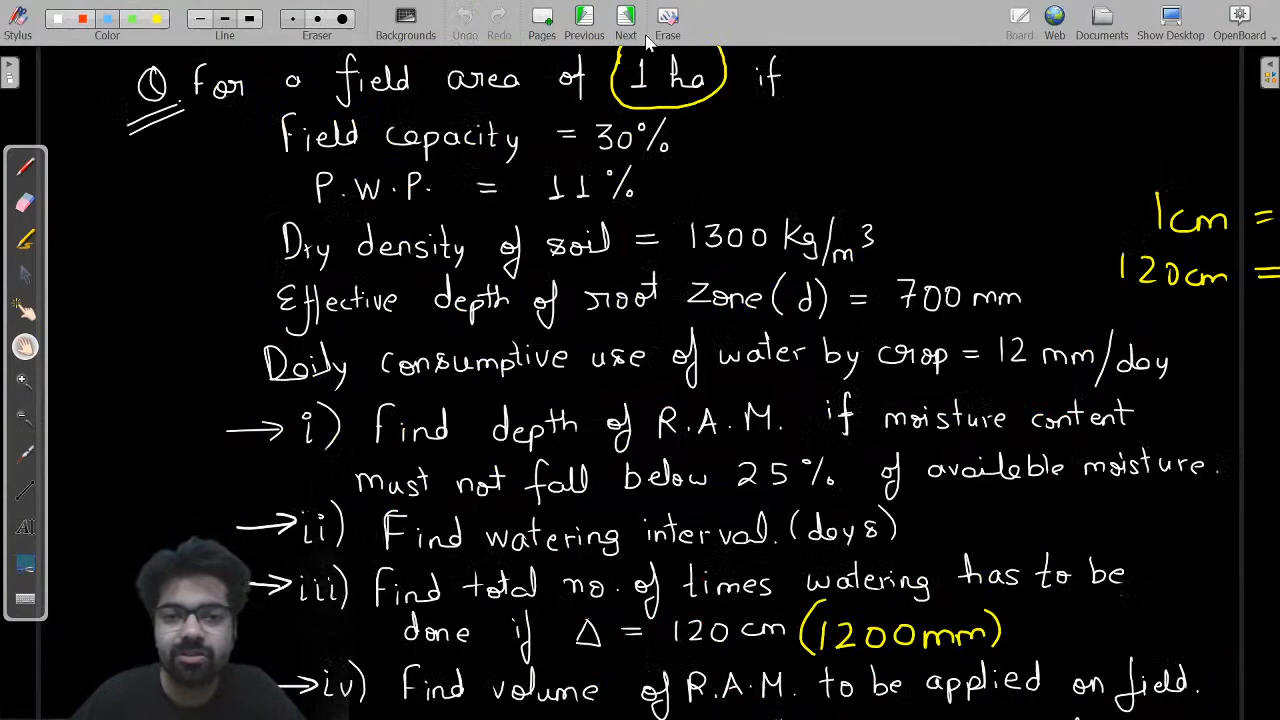 Stylus
Color
Line
Eraser
Backgrounds
Undo
Redo
Pages
Previous
Next
Erase
Board
Web
Documents
Show Desktop
OpenBoard
Q For a field area of 1 ha if
Field capacity = 30%
P.W.P. = 11%
Dry density of soil = 1300 Kg/m3
Effective depth of root zone (d) = 700 mm
Daily consumptive use of water by crop = 12 mm/day
→ i) Find depth of R.A.M. if moisture content
must not fall below 25% of available moisture.
→ ii) Find watering interval. (days)
→ iii) Find total no. of times watering has to be
done if Δ = 120 cm (1200mm)
→ iv) Find volume of R.A.M. to be applied on field.
1cm =
120cm =
AI